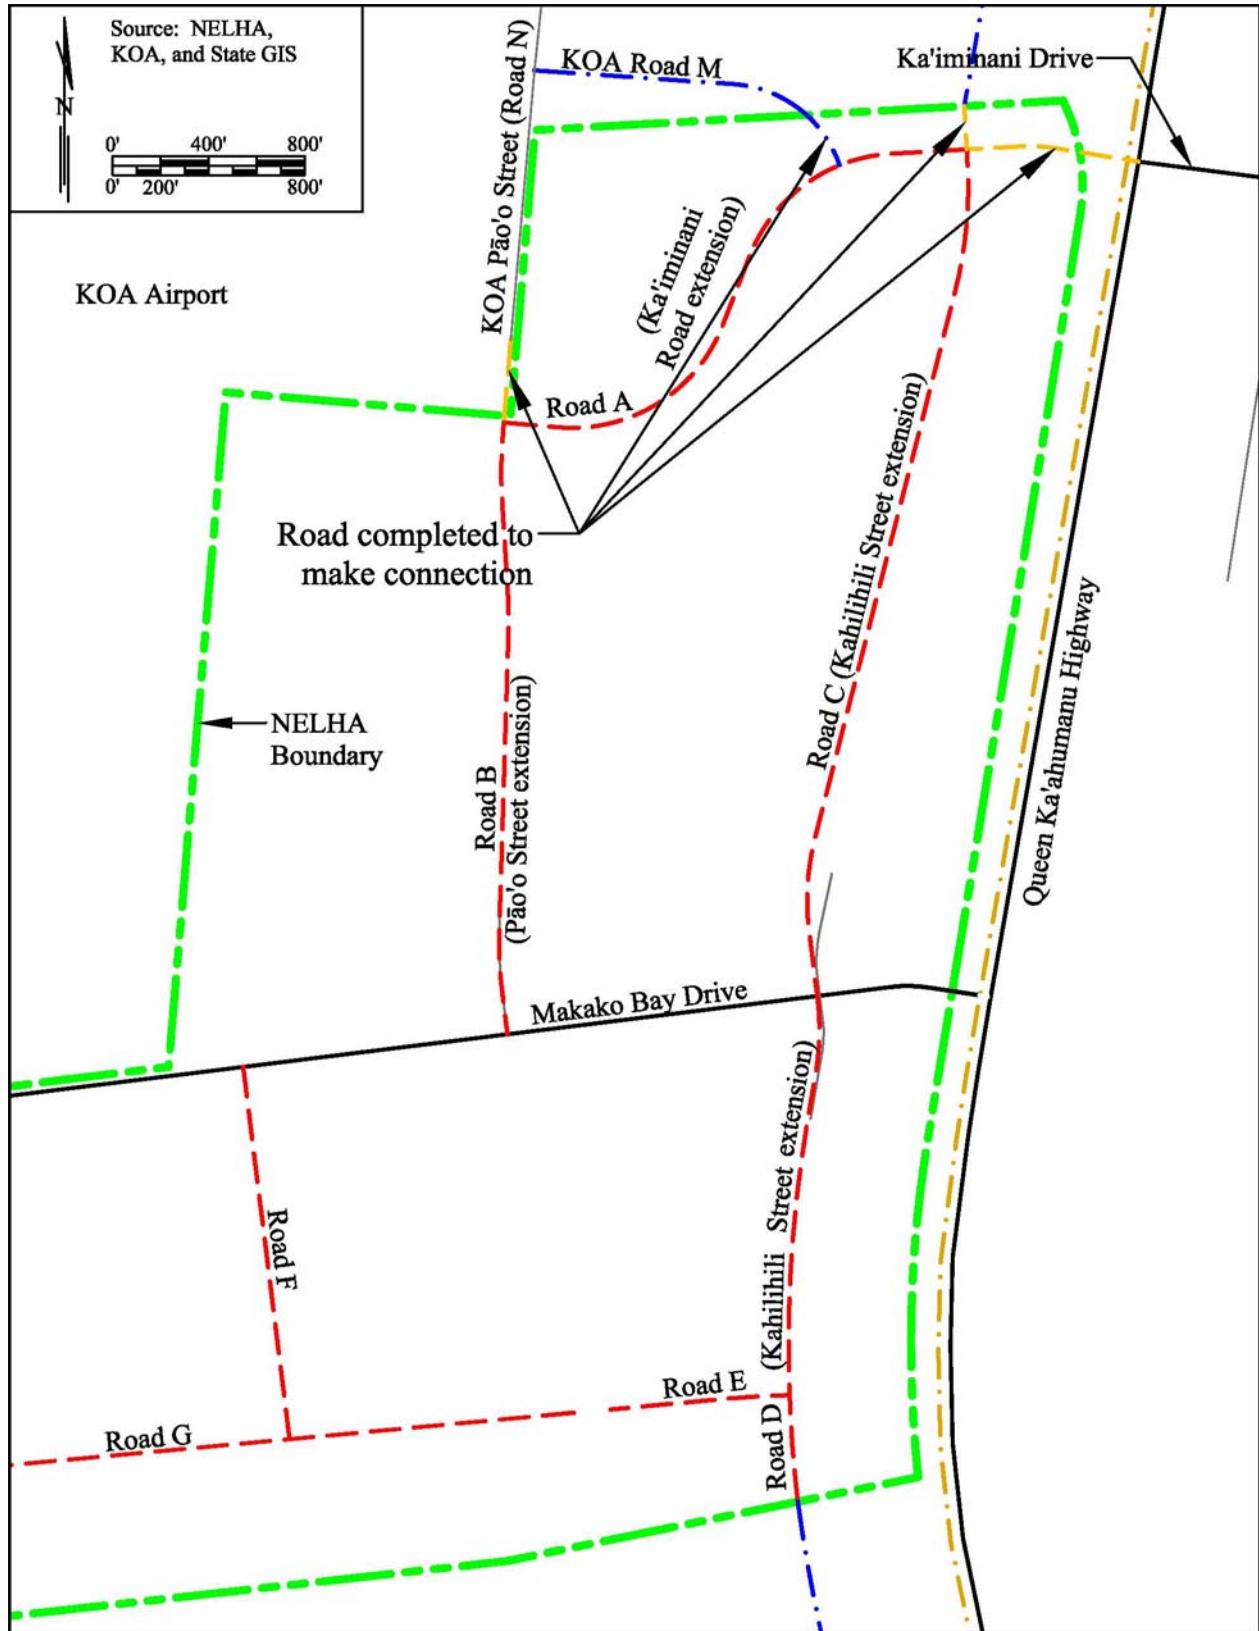 Source: NELHA,
KOA, and State GIS
N
0' 400' 800'
0' 200' 800'
KOA Pāo'o Street (Road N)
KOA Road M
Ka'iminani Drive
KOA Airport
(Ka'iminani
Road extension)
Road A
Road completed to
make connection
Road C (Kahilihili Street extension)
Queen Ka'ahumanu Highway
NELHA
Boundary
Road B
(Pāo'o Street extension)
Makako Bay Drive
Road F
Road D (Kahilihili Street extension)
Road E
Road G